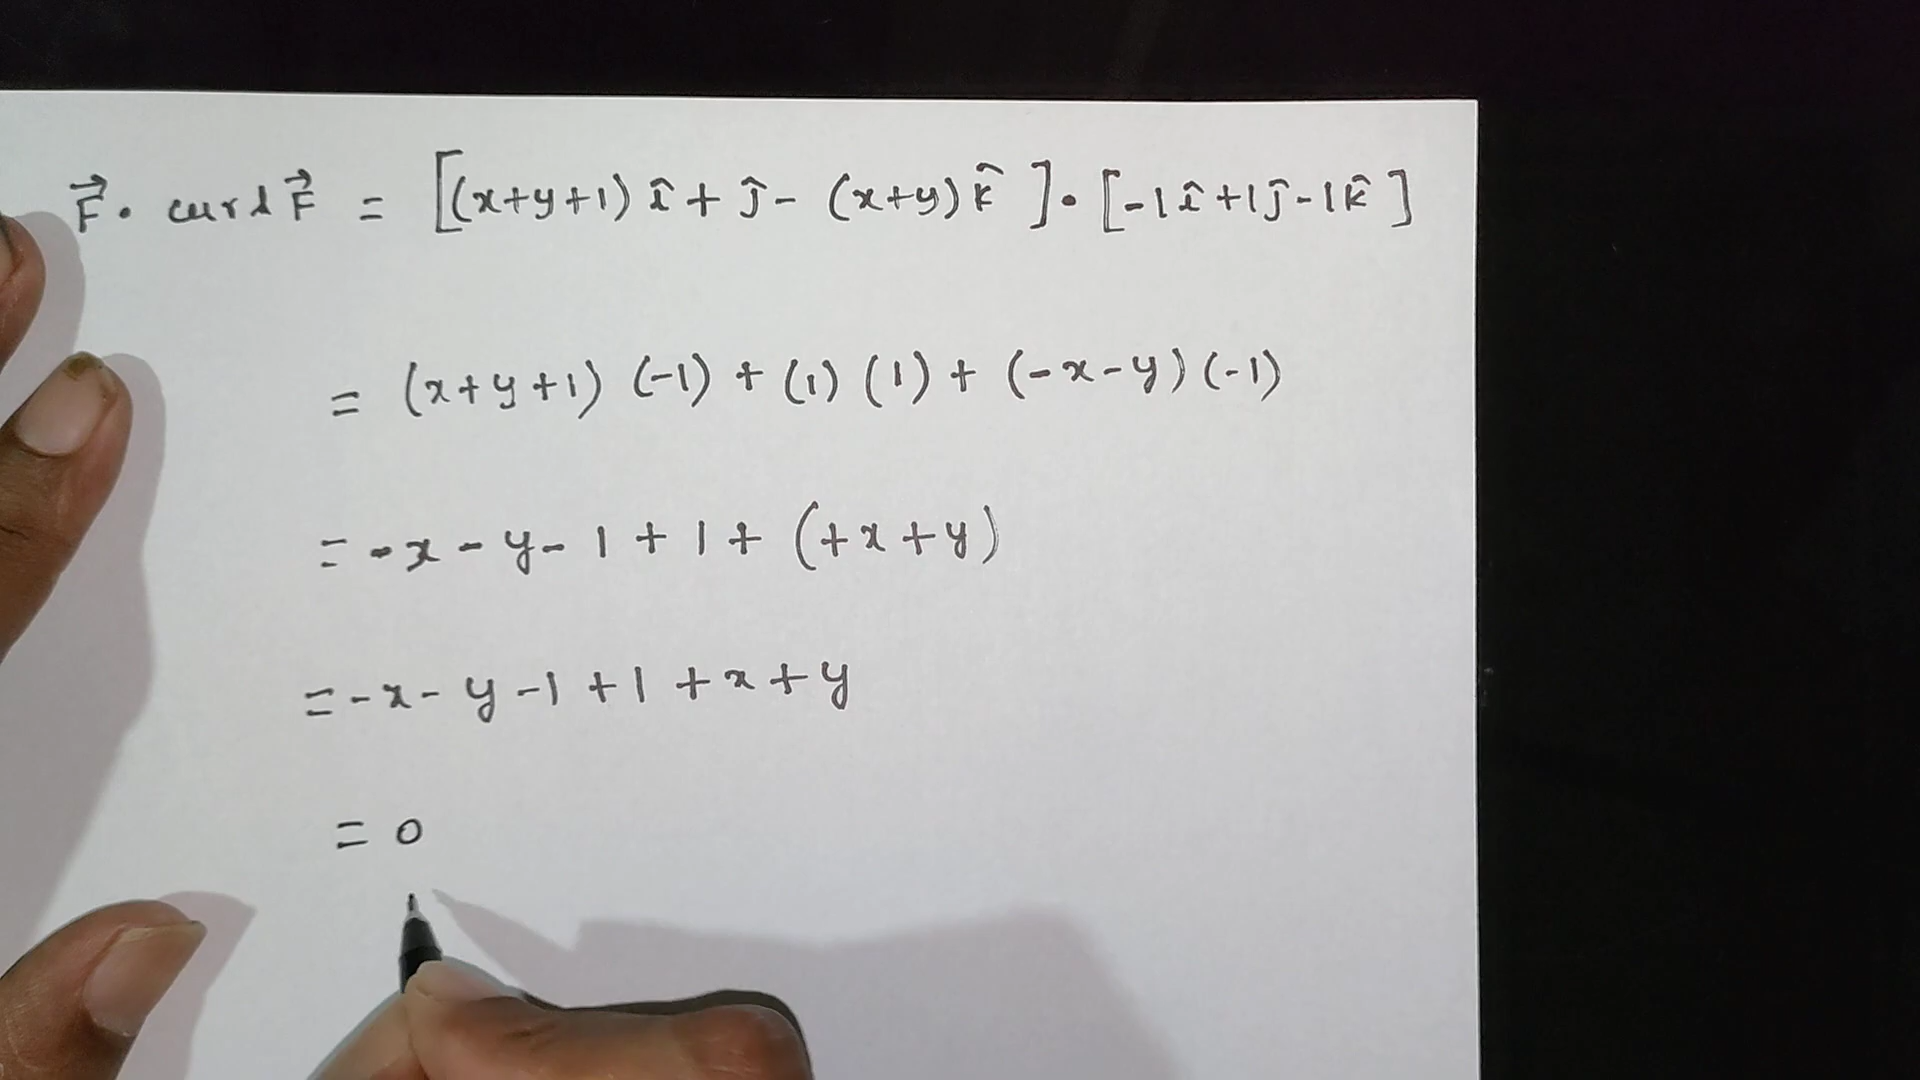 F⃗ · curl F⃗ = [(x+y+1) î + ĵ - (x+y) k̂ ] · [-1î+1ĵ-1k̂]
= (x+y+1) (-1) + (1) (1) + (-x-y) (-1)
= -x - y - 1 + 1 + (+x+y)
= -x - y -1 +1 +x+y
= 0